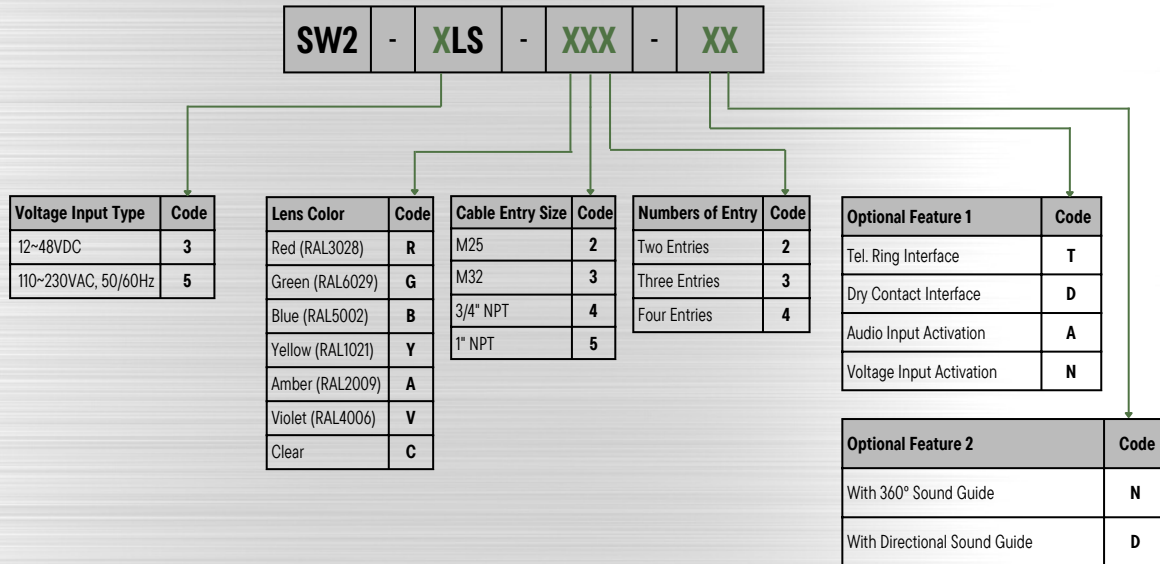 SW2 - XLS - XXX - XX
Voltage Input Type Code
12~48VDC 3
110~230VAC, 50/60Hz 5
Lens Color Code
Red (RAL3028) R
Green (RAL6029) G
Blue (RAL5002) B
Yellow (RAL1021) Y
Amber (RAL2009) A
Violet (RAL4006) V
Clear C
Cable Entry Size Code
M25 2
M32 3
3/4" NPT 4
1" NPT 5
Numbers of Entry Code
Two Entries 2
Three Entries 3
Four Entries 4
Optional Feature 1 Code
Tel. Ring Interface T
Dry Contact Interface D
Audio Input Activation A
Voltage Input Activation N
Optional Feature 2 Code
With 360° Sound Guide N
With Directional Sound Guide D